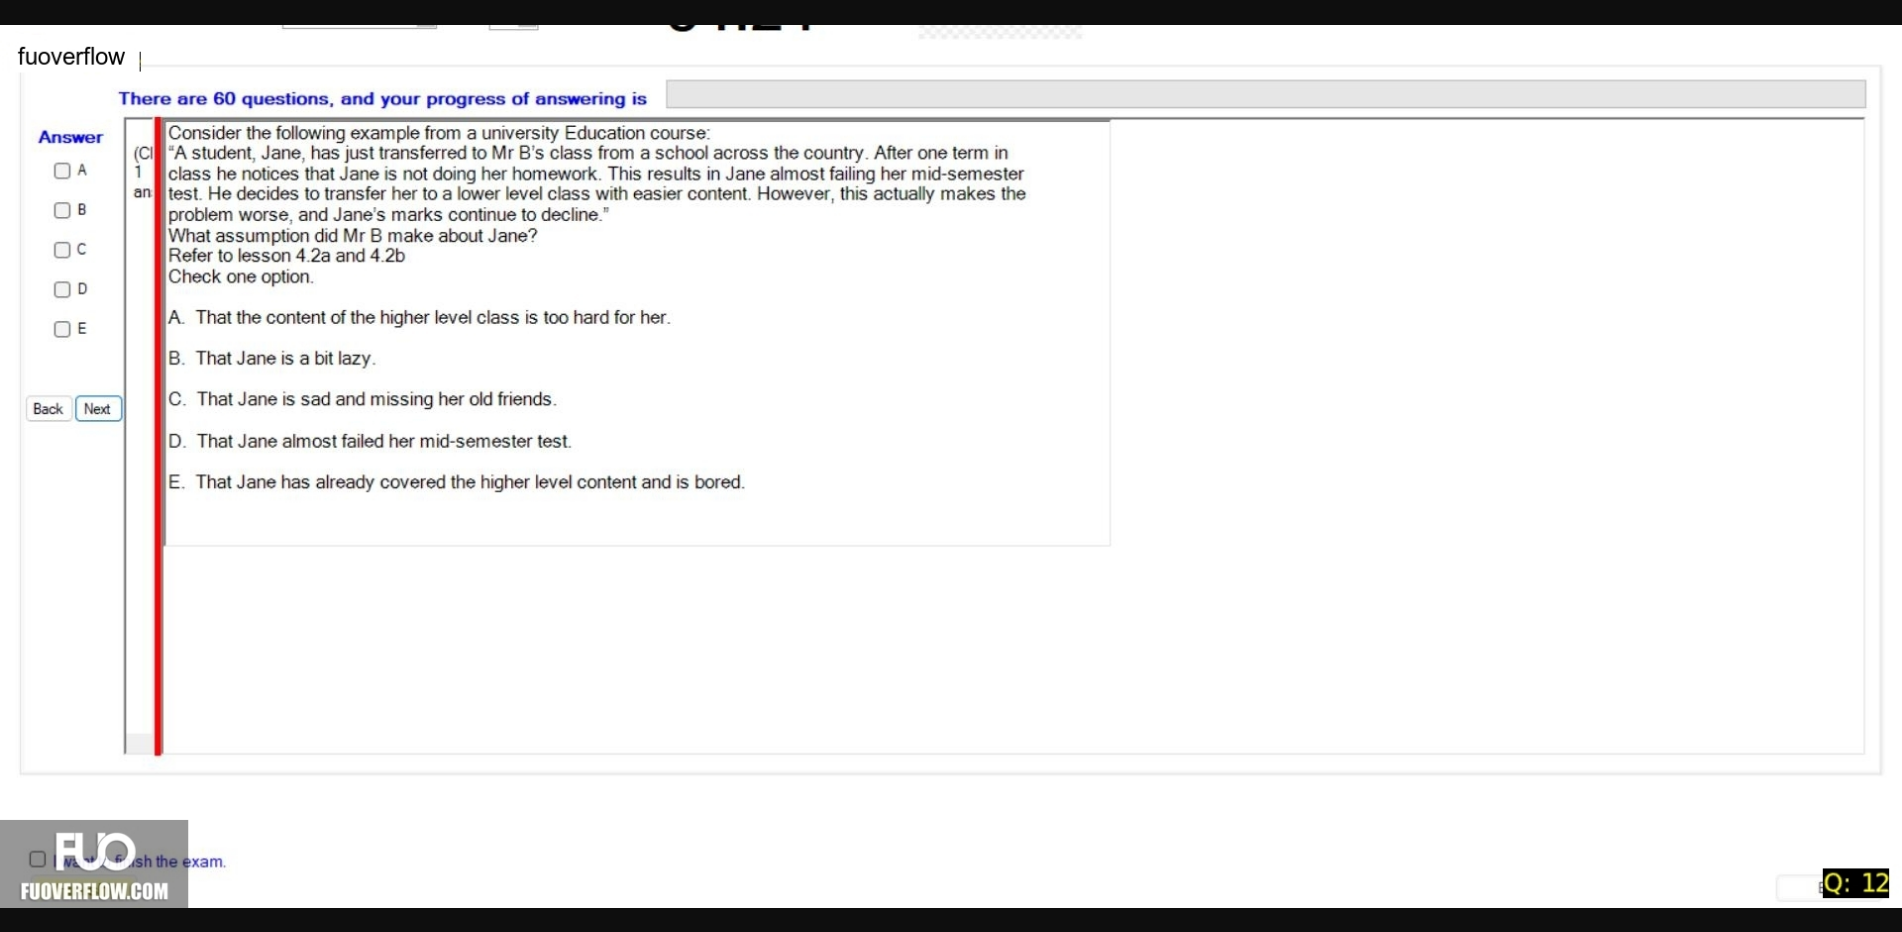 fuoverflow
There are 60 questions, and your progress of answering is
Answer
A
B
C
D
E
Back Next
(Cl
1
an
Consider the following example from a university Education course:
“A student, Jane, has just transferred to Mr B’s class from a school across the country. After one term in
class he notices that Jane is not doing her homework. This results in Jane almost failing her mid-semester
test. He decides to transfer her to a lower level class with easier content. However, this actually makes the
problem worse, and Jane’s marks continue to decline.”
What assumption did Mr B make about Jane?
Refer to lesson 4.2a and 4.2b
Check one option.
A. That the content of the higher level class is too hard for her.
B. That Jane is a bit lazy.
C. That Jane is sad and missing her old friends.
D. That Jane almost failed her mid-semester test.
E. That Jane has already covered the higher level content and is bored.
FUO
I want finish the exam.
FUOVERFLOW.COM
Q: 12